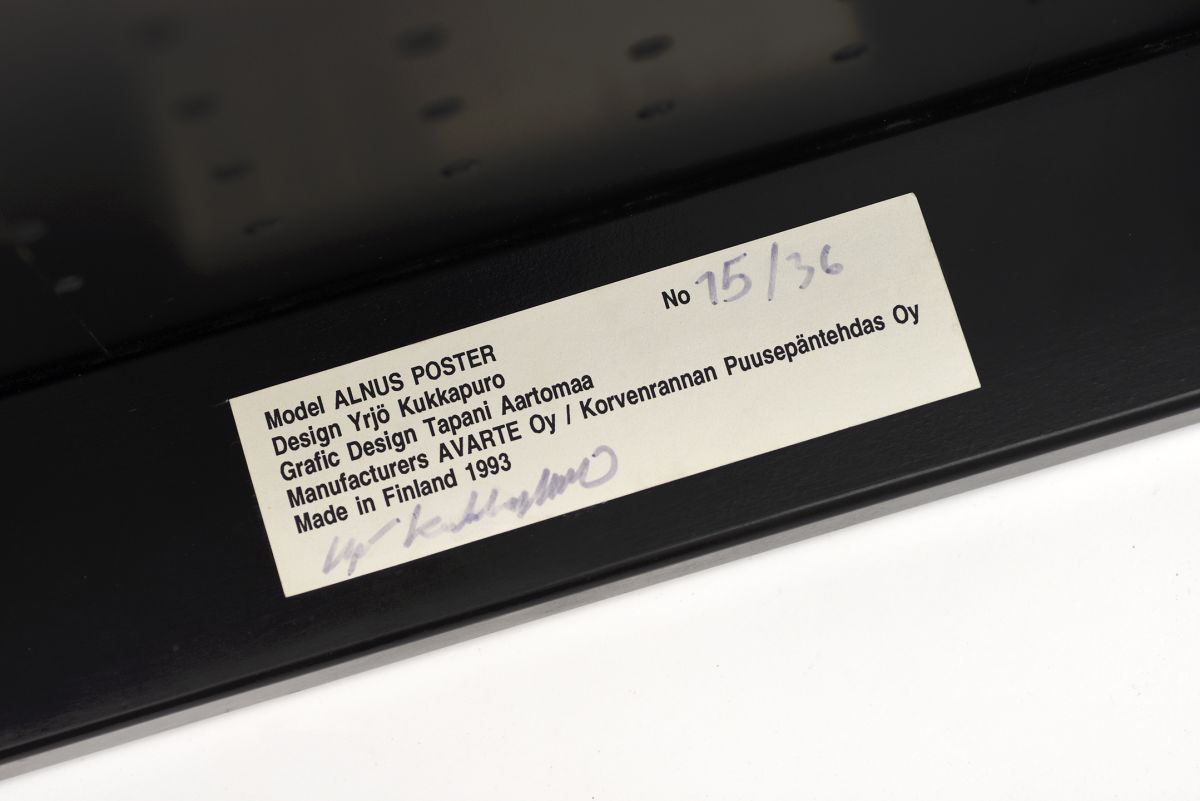 No 15/36
Model ALNUS POSTER
Design Yrjö Kukkapuro
Grafic Design Tapani Aartomaa
Manufacturers AVARTE Oy / Korvenrannan Puusepäntehdas Oy
Made in Finland 1993